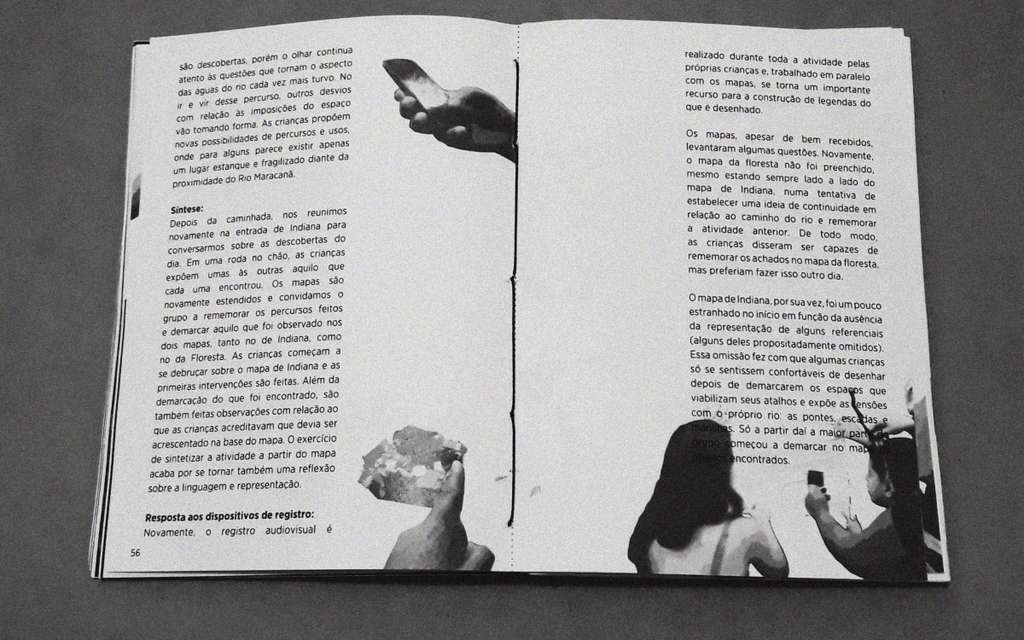 são descobertas, porém o olhar continua
atento às questões que tornam o aspecto
das águas do rio cada vez mais turvo. No
ir e vir desse percurso, outros desvios
com relação às imposições do espaço
vão tomando forma. As crianças propõem
novas possibilidades de percursos e usos,
onde para alguns parece existir apenas
um lugar estanque e fragilizado diante da
proximidade do Rio Maracanã.
Síntese:
Depois da caminhada, nos reunimos
novamente na entrada de Indiana para
conversarmos sobre as descobertas do
dia. Em uma roda no chão, as crianças
expõem umas às outras aquilo que
cada uma encontrou. Os mapas são
novamente estendidos e convidamos o
grupo a rememorar os percursos feitos
e demarcar aquilo que foi observado nos
dois mapas, tanto no de Indiana, como
no da Floresta. As crianças começam a
se debruçar sobre o mapa de Indiana e as
primeiras intervenções são feitas. Além da
demarcação do que foi encontrado, são
também feitas observações com relação ao
que as crianças acreditavam que devia ser
acrescentado na base do mapa. O exercício
de sintetizar a atividade a partir do mapa
acaba por se tornar também uma reflexão
sobre a linguagem e representação.
Resposta aos dispositivos de registro:
Novamente, o registro audiovisual é
56
realizado durante toda a atividade pelas
próprias crianças e, trabalhado em paralelo
com os mapas, se torna um importante
recurso para a construção de legendas do
que é desenhado.
Os mapas, apesar de bem recebidos,
levantaram algumas questões. Novamente,
o mapa da floresta não foi preenchido,
mesmo estando sempre lado a lado do
mapa de Indiana, numa tentativa de
estabelecer uma ideia de continuidade em
relação ao caminho do rio e rememorar
a atividade anterior. De todo modo,
as crianças disseram ser capazes de
rememorar os achados no mapa da floresta,
mas preferiam fazer isso outro dia.
O mapa de Indiana, por sua vez, foi um pouco
estranhado no início em função da ausência
da representação de alguns referenciais
(alguns deles propositadamente omitidos).
Essa omissão fez com que algumas crianças
só se sentissem confortáveis de desenhar
depois de demarcarem os espaços que
viabilizam seus atalhos e expõe as tensões
com o próprio rio: as pontes, escadas e
Só a partir daí a maior parte
grupo começou a demarcar no mapa
encontrados.